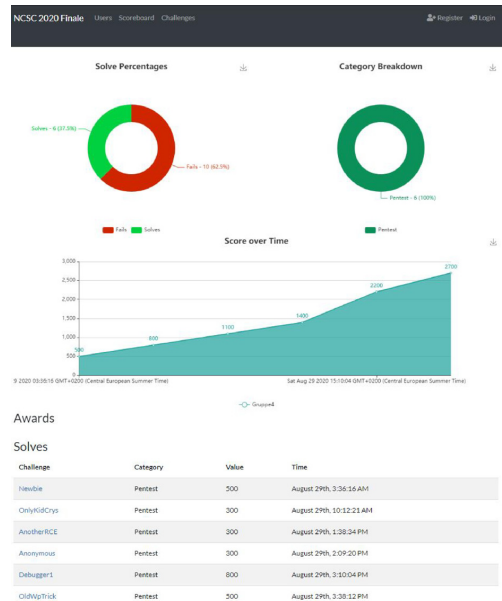 NCSC 2020 Finale Users Scoreboard Challenges Register Login
Solve Percentages Category Breakdown
Solves - 6 (37.5%)
Fails - 10 (62.5%)
Pentest - 6 (100%)
Fails Solves Pentest
Score over Time
3,000
2,500
2,000
1,500
1,000
500
0
500 800 1100 1400 2200 2700
9 2020 03:36:16 GMT+0200 (Central European Summer Time) Sat Aug 29 2020 15:10:04 GMT+0200 (Central European Summer Time)
Gruppe4
Awards
Solves
Challenge Category Value Time
Newbie Pentest 500 August 29th, 3:36:16 AM
OnlyKidCrys Pentest 300 August 29th, 10:12:21 AM
AnotherRCE Pentest 300 August 29th, 1:38:34 PM
Anonymous Pentest 300 August 29th, 2:09:20 PM
Debugger1 Pentest 800 August 29th, 3:10:04 PM
OldWpTrick Pentest 500 August 29th, 3:38:12 PM